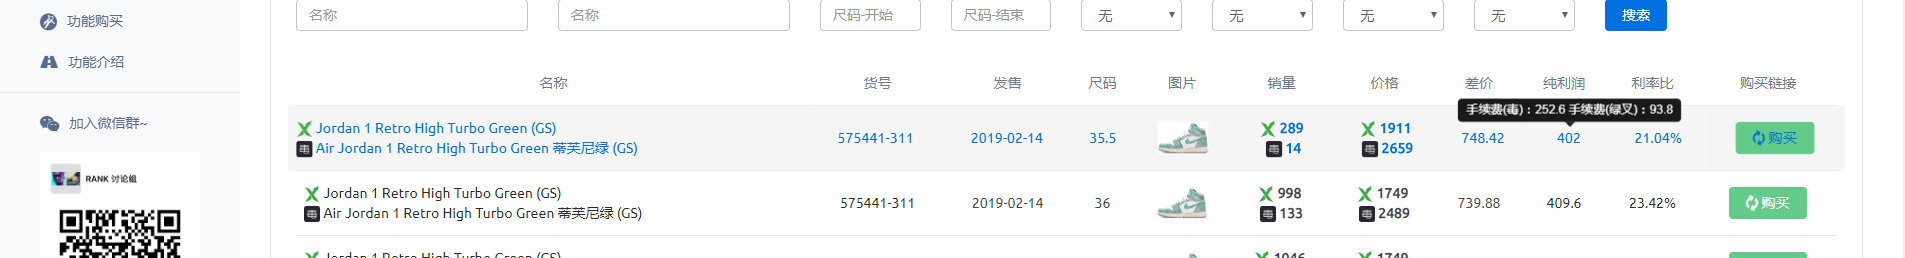 功能购买
功能介绍
加入微信群~
RANK 讨论组
名称 名称 尺码-开始 尺码-结束 无 无 无 无 搜索
名称 货号 发售 尺码 图片 销量 价格 差价 纯利润 利率比 购买链接
手续费(毒)：252.6 手续费(绿叉)：93.8
Jordan 1 Retro High Turbo Green (GS)
毒 Air Jordan 1 Retro High Turbo Green 蒂芙尼绿 (GS)
575441-311 2019-02-14 35.5
289
毒 14
1911
毒 2659
748.42 402 21.04% 购买
Jordan 1 Retro High Turbo Green (GS)
毒 Air Jordan 1 Retro High Turbo Green 蒂芙尼绿 (GS)
575441-311 2019-02-14 36
998
毒 133
1749
毒 2489
739.88 409.6 23.42% 购买
Jordan 1 Retro High Turbo Green (GS)
1046 1749